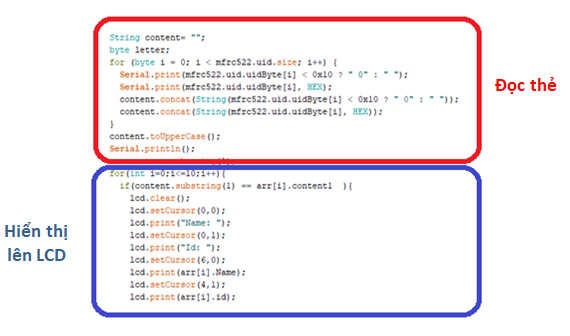 String content= "";
byte letter;
for (byte i = 0; i < mfrc522.uid.size; i++) {
Serial.print(mfrc522.uid.uidByte[i] < 0x10 ? " 0" : " ");
Serial.print(mfrc522.uid.uidByte[i], HEX);
content.concat(String(mfrc522.uid.uidByte[i] < 0x10 ? " 0" : " "));
content.concat(String(mfrc522.uid.uidByte[i], HEX));
}
content.toUpperCase();
Serial.println();
Đọc thẻ
for(int i=0;i<=10;i++){
if(content.substring(1) == arr[i].content1 ){
lcd.clear();
lcd.setCursor(0,0);
lcd.print("Name: ");
lcd.setCursor(0,1);
lcd.print("Id: ");
lcd.setCursor(6,0);
lcd.print(arr[i].Name);
lcd.setCursor(4,1);
lcd.print(arr[i].id);
Hiển thị
lên LCD